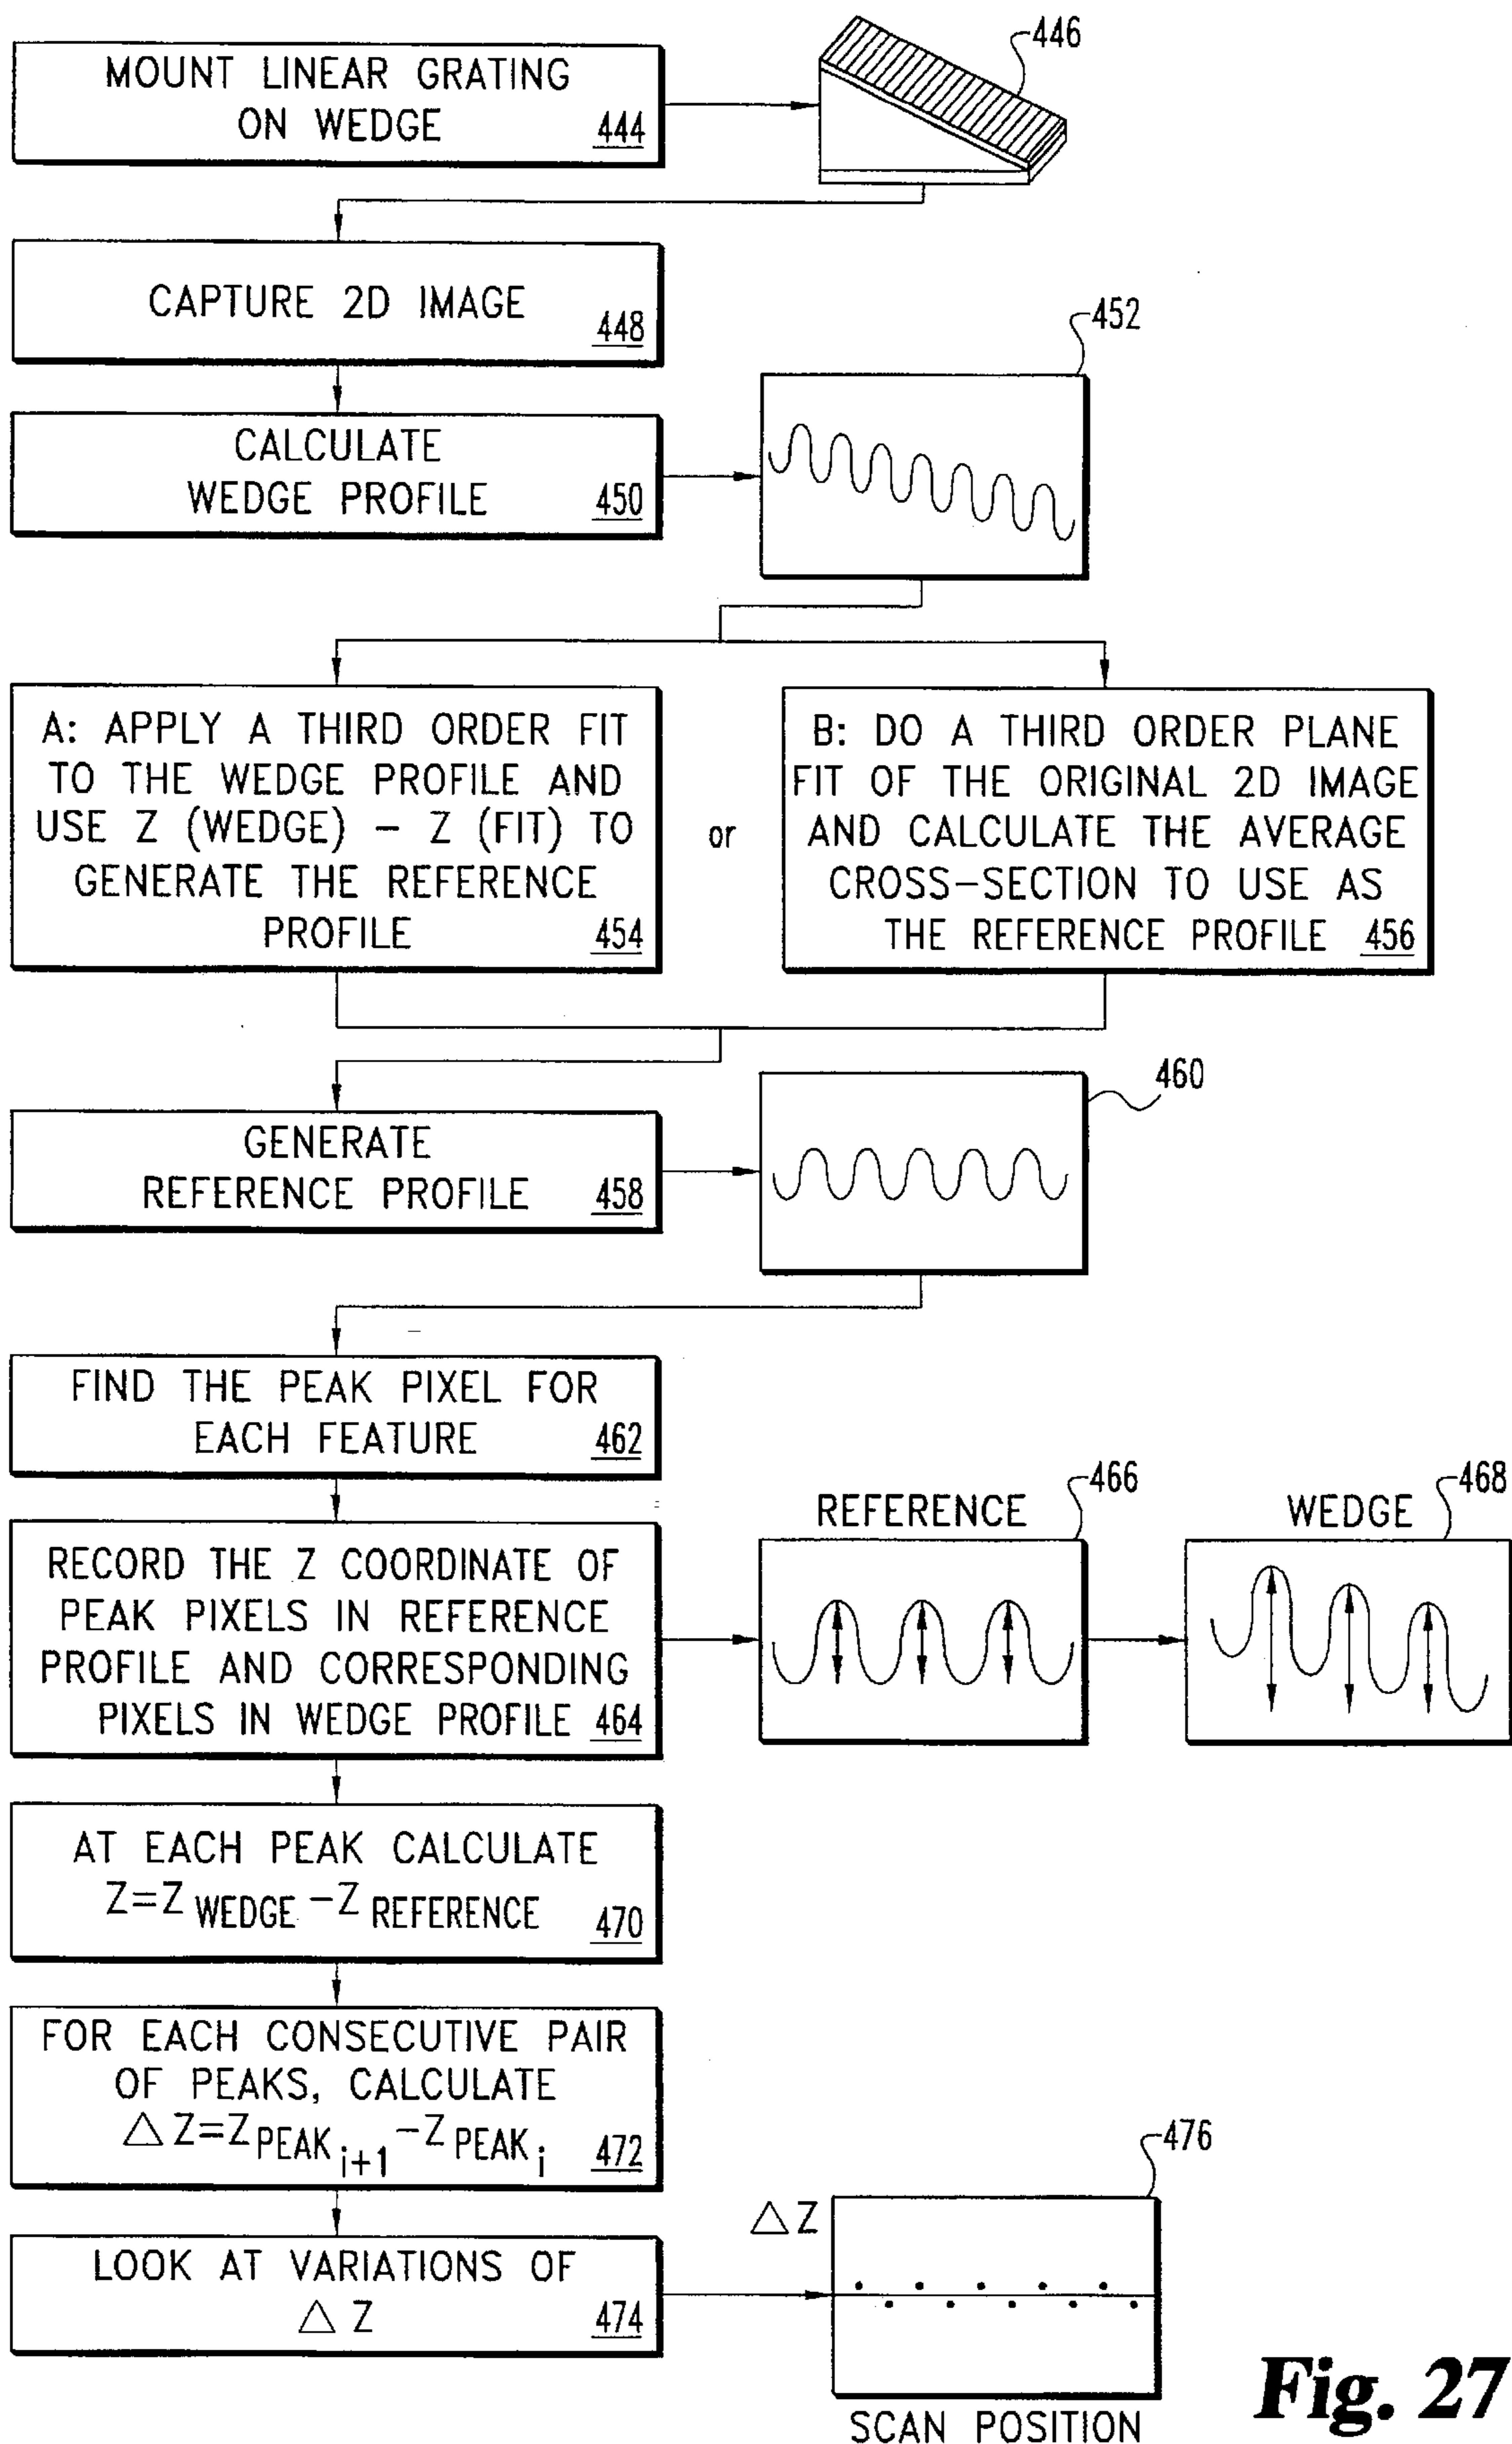 MOUNT LINEAR GRATING
ON WEDGE 444
446
CAPTURE 2D IMAGE
448
452
CALCULATE
WEDGE PROFILE 450
A: APPLY A THIRD ORDER FIT
TO THE WEDGE PROFILE AND
USE Z (WEDGE) – Z (FIT) TO
GENERATE THE REFERENCE
PROFILE 454
or
B: DO A THIRD ORDER PLANE
FIT OF THE ORIGINAL 2D IMAGE
AND CALCULATE THE AVERAGE
CROSS–SECTION TO USE AS
THE REFERENCE PROFILE 456
460
GENERATE
REFERENCE PROFILE 458
FIND THE PEAK PIXEL FOR
EACH FEATURE 462
RECORD THE Z COORDINATE OF
PEAK PIXELS IN REFERENCE
PROFILE AND CORRESPONDING
PIXELS IN WEDGE PROFILE 464
REFERENCE 466
WEDGE 468
AT EACH PEAK CALCULATE
Z=Z WEDGE –Z REFERENCE 470
FOR EACH CONSECUTIVE PAIR
OF PEAKS, CALCULATE
△ Z=Z PEAK i+1 –Z PEAK i 472
LOOK AT VARIATIONS OF
△ Z 474
△ Z
476
SCAN POSITION
Fig. 27